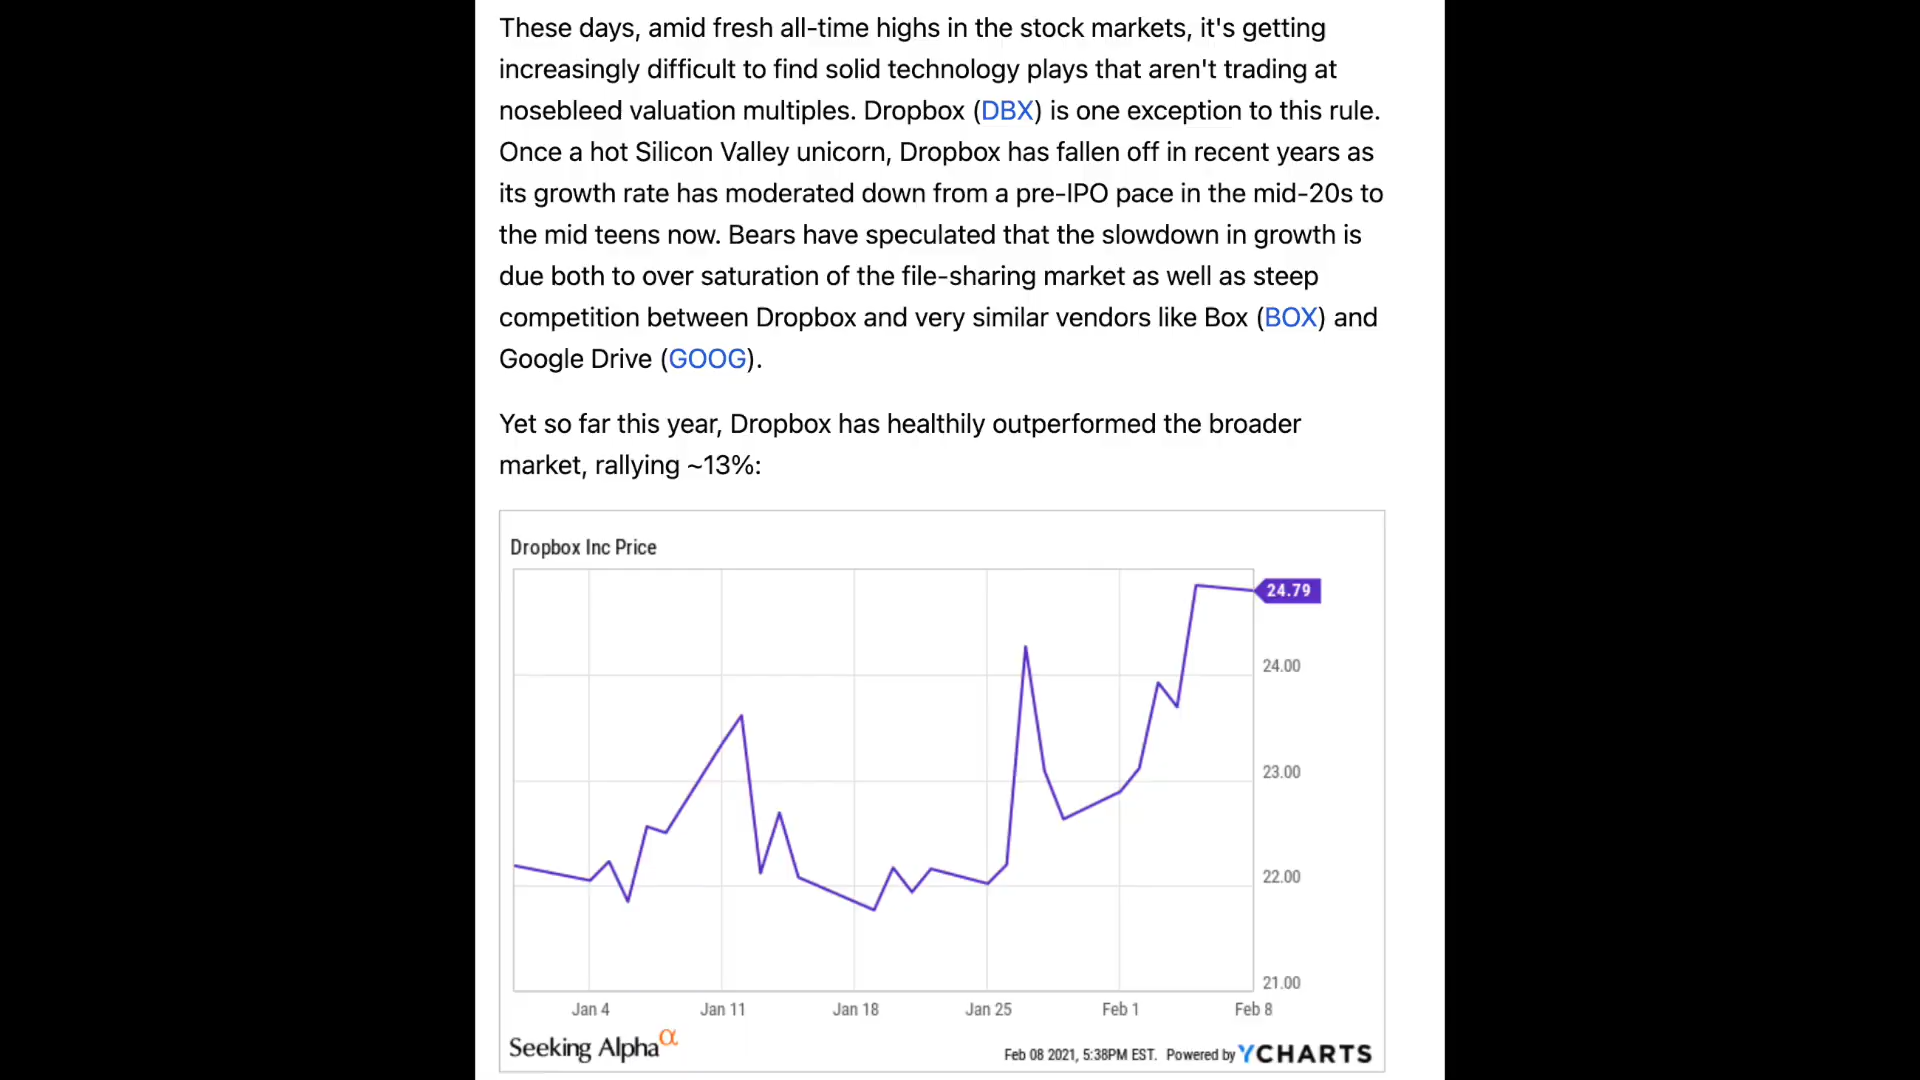 These days, amid fresh all-time highs in the stock markets, it's getting
increasingly difficult to find solid technology plays that aren't trading at
nosebleed valuation multiples. Dropbox (DBX) is one exception to this rule.
Once a hot Silicon Valley unicorn, Dropbox has fallen off in recent years as
its growth rate has moderated down from a pre-IPO pace in the mid-20s to
the mid teens now. Bears have speculated that the slowdown in growth is
due both to over saturation of the file-sharing market as well as steep
competition between Dropbox and very similar vendors like Box (BOX) and
Google Drive (GOOG).
Yet so far this year, Dropbox has healthily outperformed the broader
market, rallying ~13%:
Dropbox Inc Price
24.79
24.00
23.00
22.00
21.00
Jan 4 Jan 11 Jan 18 Jan 25 Feb 1 Feb 8
Seeking Alpha α
Feb 08 2021, 5:38PM EST. Powered by YCHARTS